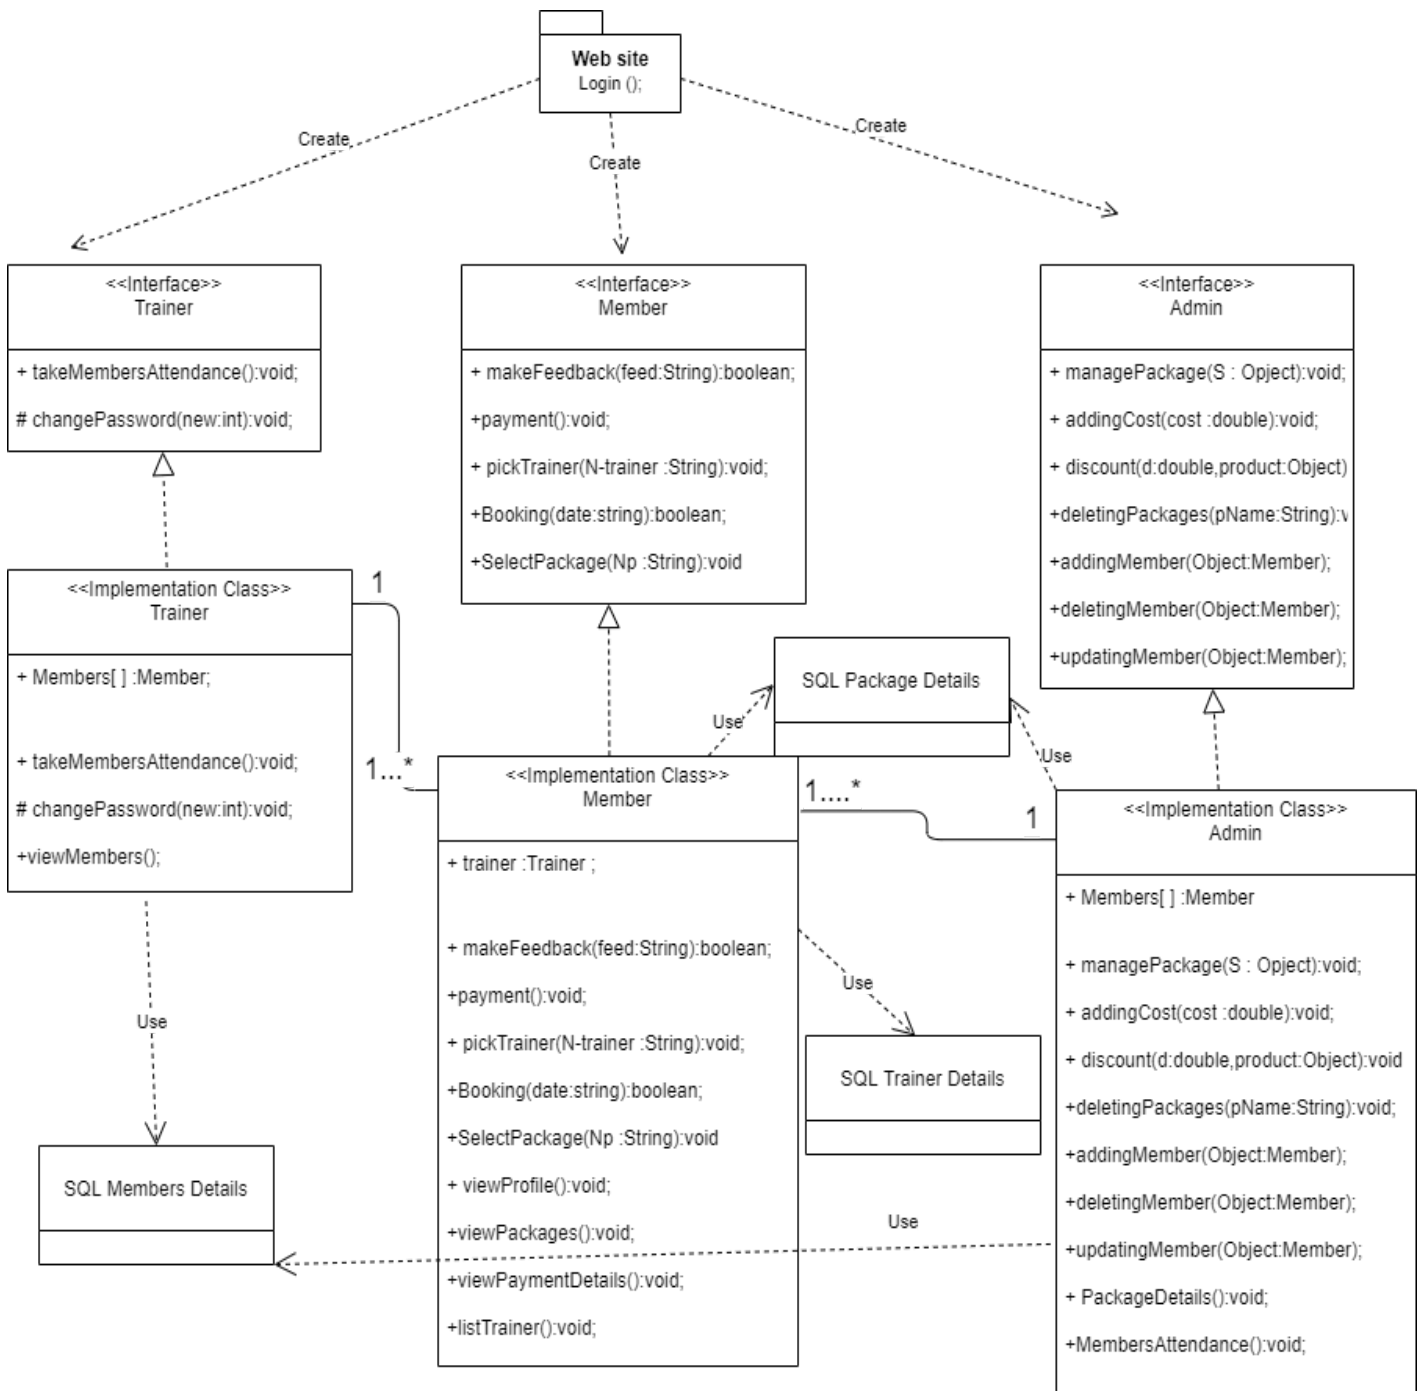 Web site
Login ();
Create
Create
Create
<<Interface>>
Trainer
+ takeMembersAttendance():void;
# changePassword(new:int):void;
<<Interface>>
Member
+ makeFeedback(feed:String):boolean;
+payment():void;
+ pickTrainer(N-trainer :String):void;
+Booking(date:string):boolean;
+SelectPackage(Np :String):void
<<Interface>>
Admin
+ managePackage(S : Opject):void;
+ addingCost(cost :double):void;
+ discount(d:double,product:Object)
+deletingPackages(pName:String):v
+addingMember(Object:Member);
+deletingMember(Object:Member);
+updatingMember(Object:Member);
<<Implementation Class>>
Trainer
+ Members[ ] :Member;
+ takeMembersAttendance():void;
# changePassword(new:int):void;
+viewMembers();
1
1...*
SQL Package Details
Use
Use
<<Implementation Class>>
Member
+ trainer :Trainer ;
+ makeFeedback(feed:String):boolean;
+payment():void;
+ pickTrainer(N-trainer :String):void;
+Booking(date:string):boolean;
+SelectPackage(Np :String):void
+ viewProfile():void;
+viewPackages():void;
+viewPaymentDetails():void;
+listTrainer():void;
1....*
1
<<Implementation Class>>
Admin
+ Members[ ] :Member
+ managePackage(S : Opject):void;
+ addingCost(cost :double):void;
+ discount(d:double,product:Object):void
+deletingPackages(pName:String):void;
+addingMember(Object:Member);
+deletingMember(Object:Member);
+updatingMember(Object:Member);
+ PackageDetails():void;
+MembersAttendance():void;
Use
SQL Trainer Details
Use
SQL Members Details
Use